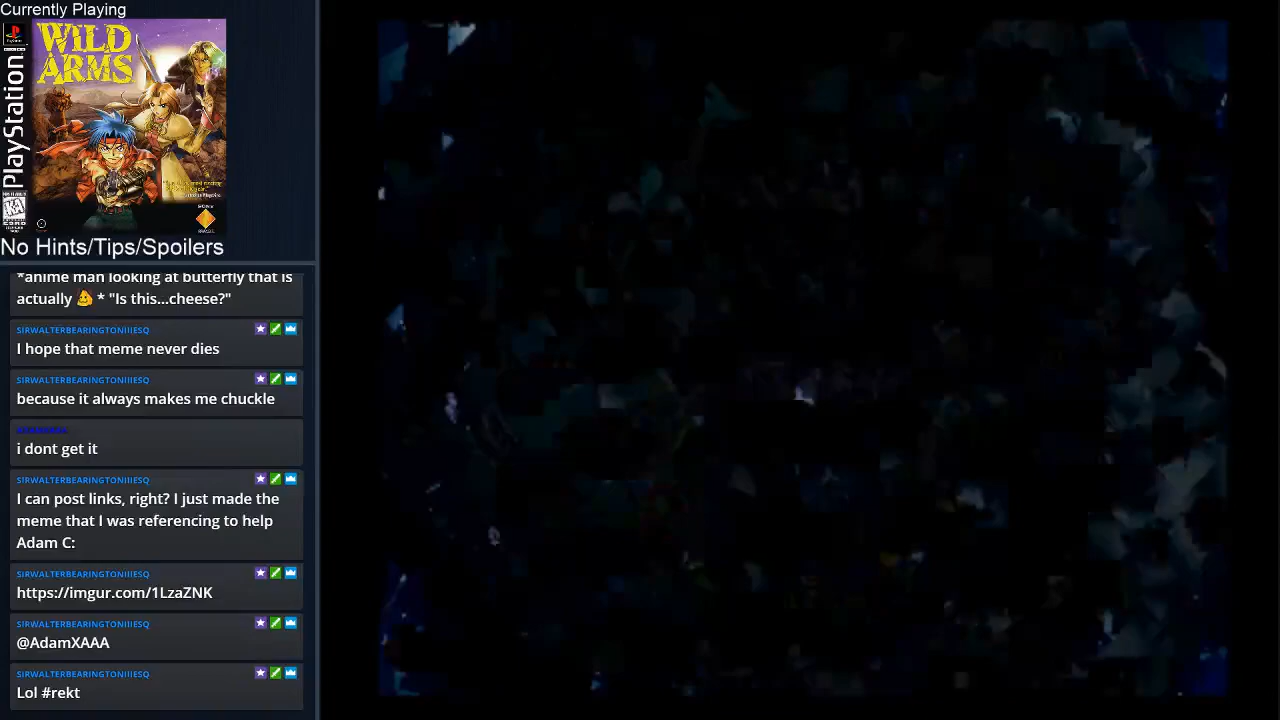 Currently Playing
PlayStation
WILD
ARMS
No Hints/Tips/Spoilers
*anime man looking at butterfly that is
actually 💩 * "Is this...cheese?"
SIRWALTERBEARINGTONIIIESQ
I hope that meme never dies
SIRWALTERBEARINGTONIIIESQ
because it always makes me chuckle
i dont get it
SIRWALTERBEARINGTONIIIESQ
I can post links, right? I just made the
meme that I was referencing to help
Adam C:
SIRWALTERBEARINGTONIIIESQ
https://imgur.com/1LzaZNK
SIRWALTERBEARINGTONIIIESQ
@AdamXAAA
SIRWALTERBEARINGTONIIIESQ
Lol #rekt